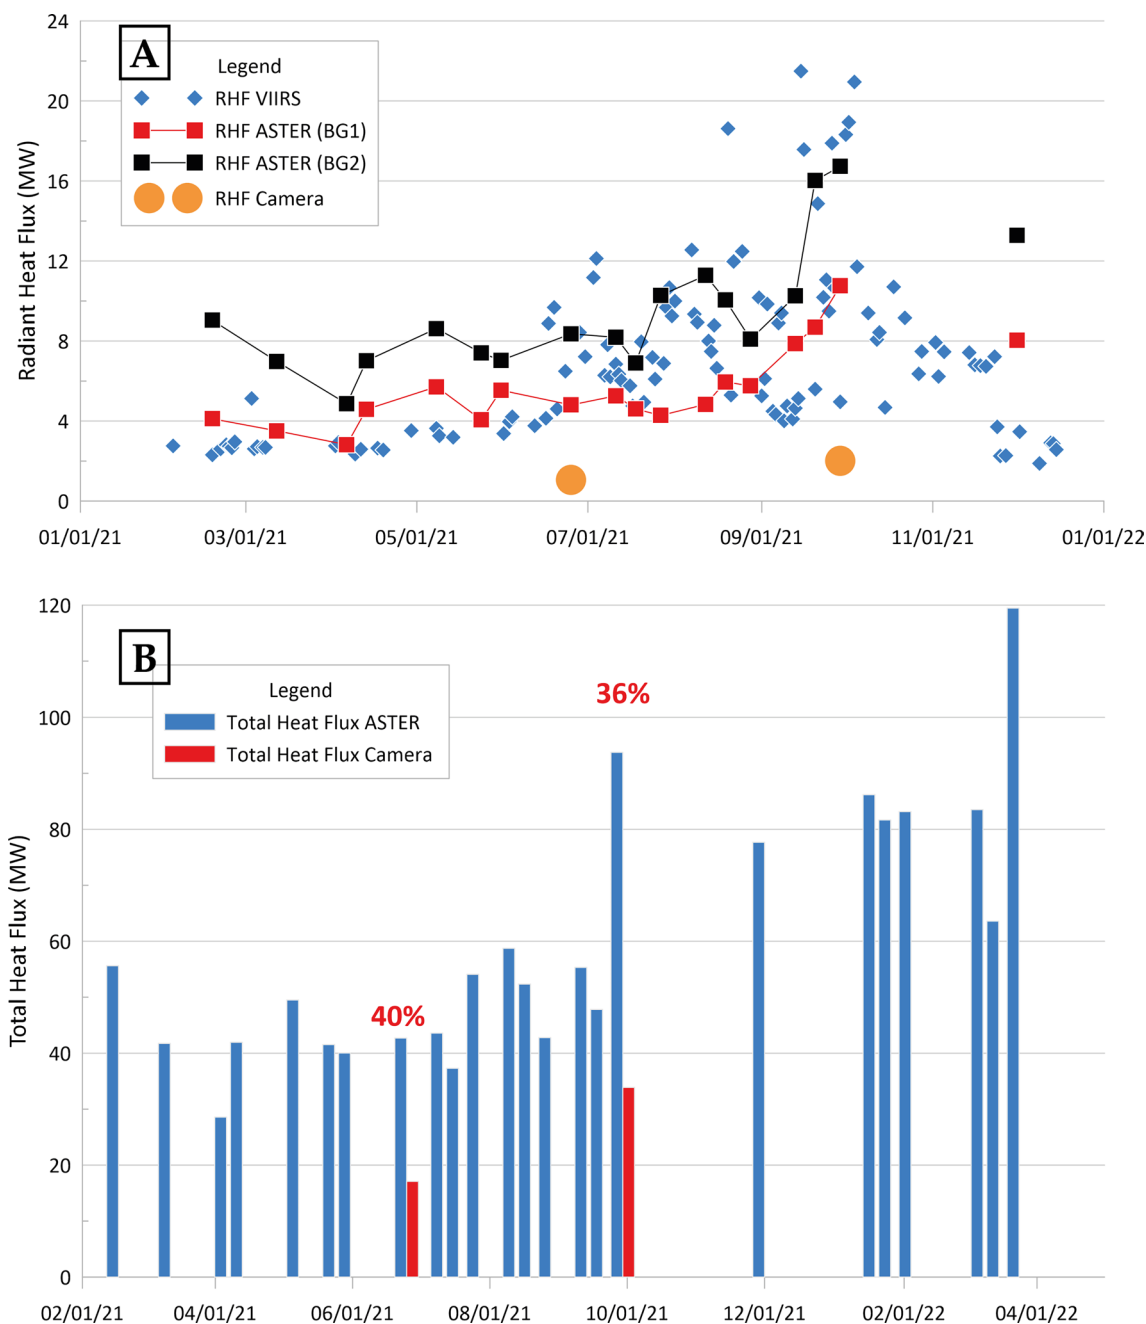 24
A
Legend
20
RHF VIIRS
RHF ASTER (BG1)
RHF ASTER (BG2)
16
RHF Camera
Radiant Heat Flux (MW)
12
8
4
0
01/01/21 03/01/21 05/01/21 07/01/21 09/01/21 11/01/21 01/01/22
120
B
Legend
36%
100
Total Heat Flux ASTER
Total Heat Flux Camera
80
Total Heat Flux (MW)
60
40%
40
20
0
02/01/21 04/01/21 06/01/21 08/01/21 10/01/21 12/01/21 02/01/22 04/01/22